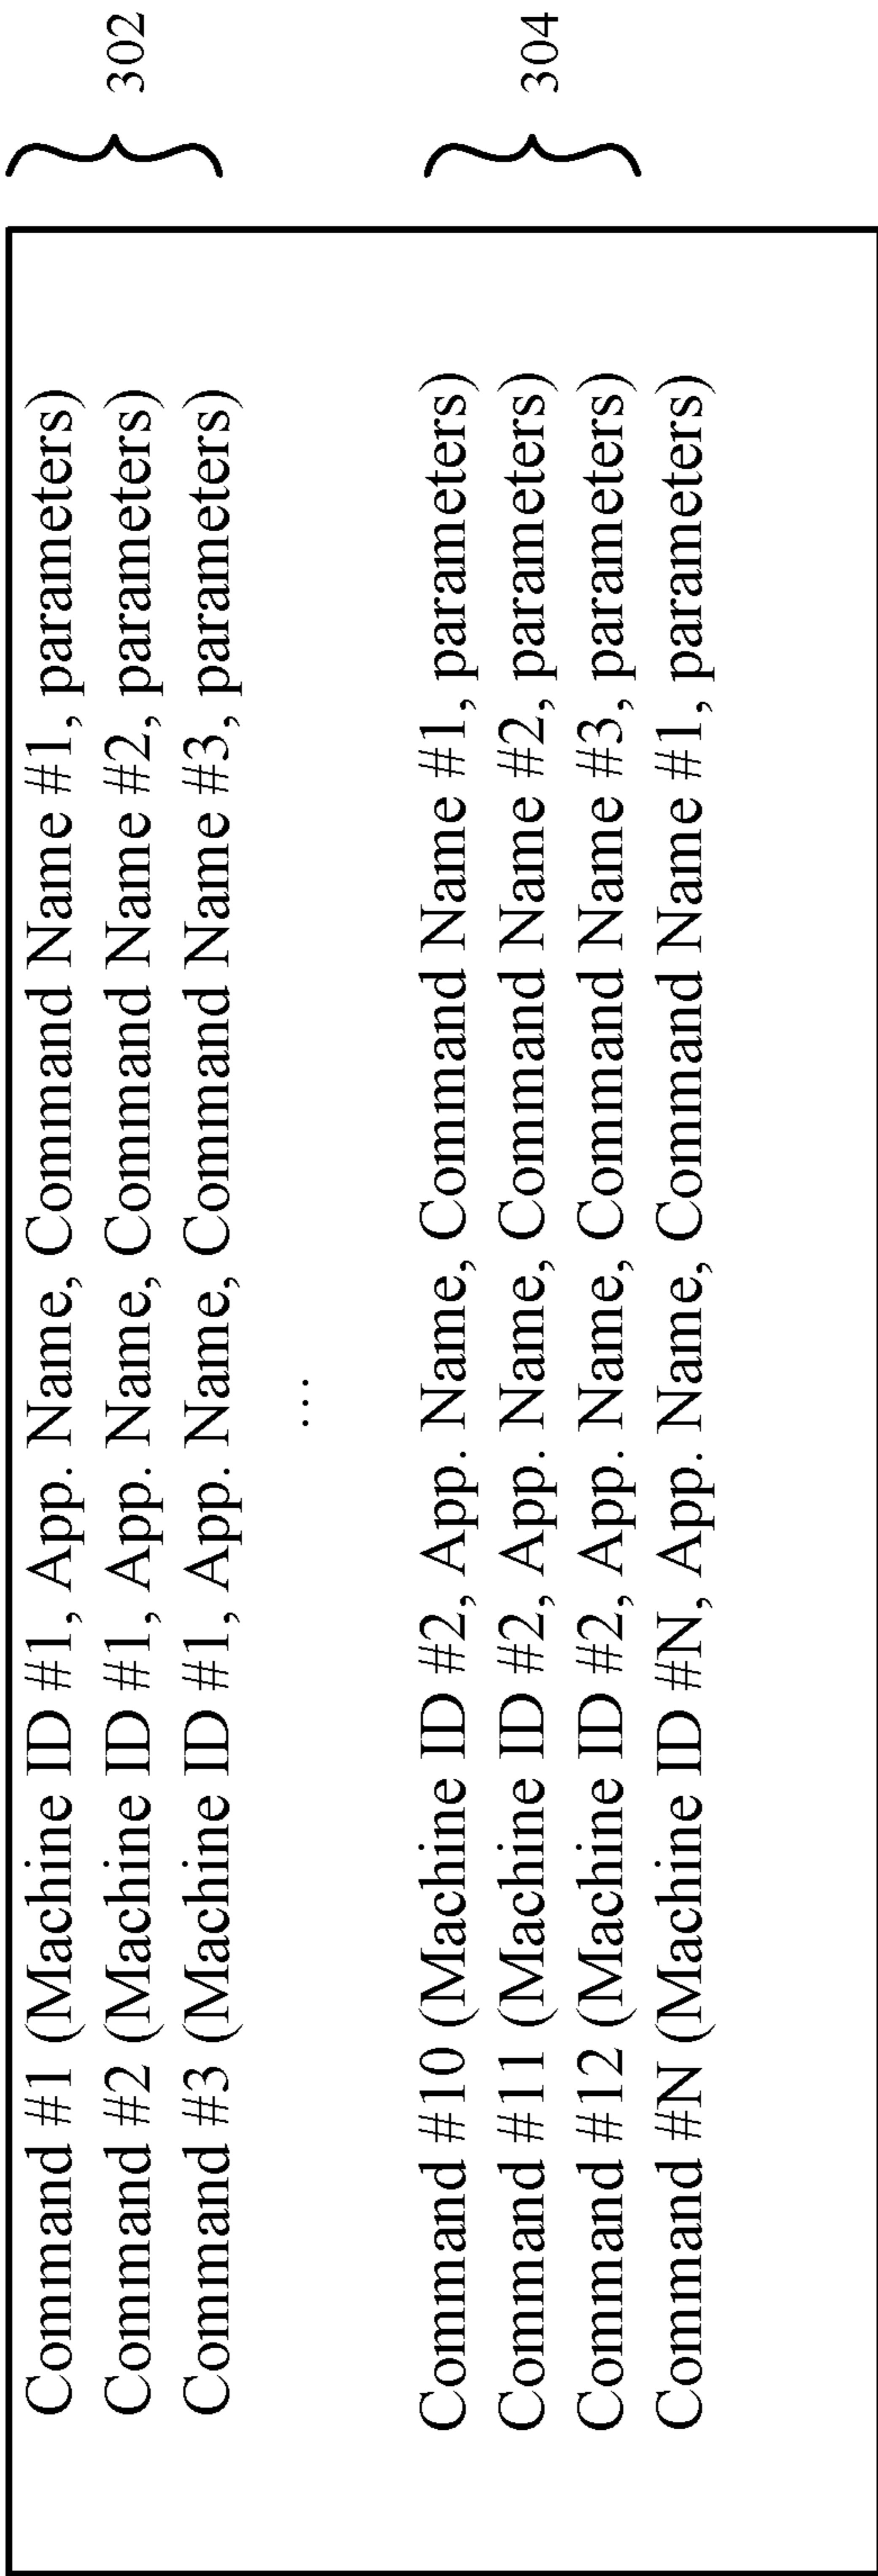 Command #1 (Machine ID #1, App. Name, Command Name #1, parameters)
Command #2 (Machine ID #1, App. Name, Command Name #2, parameters)
Command #3 (Machine ID #1, App. Name, Command Name #3, parameters)
302
...
Command #10 (Machine ID #2, App. Name, Command Name #1, parameters)
Command #11 (Machine ID #2, App. Name, Command Name #2, parameters)
Command #12 (Machine ID #2, App. Name, Command Name #3, parameters)
304
Command #N (Machine ID #N, App. Name, Command Name #1, parameters)